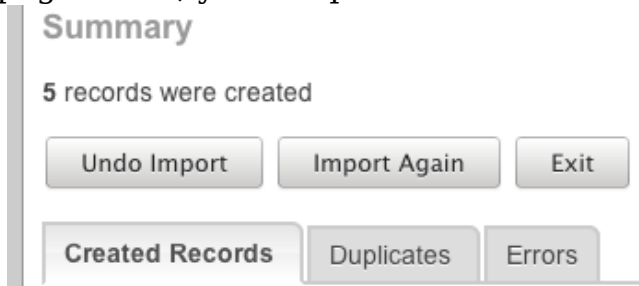 Summary
5 records were created
Undo Import Import Again Exit
Created Records Duplicates Errors